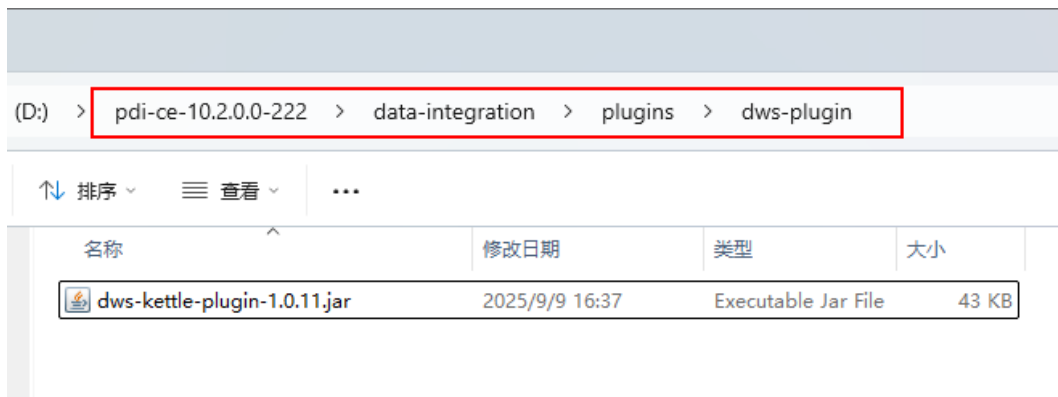 (D:) > pdi-ce-10.2.0.0-222 > data-integration > plugins > dws-plugin
排序 查看 •••
名称 修改日期 类型 大小
dws-kettle-plugin-1.0.11.jar 2025/9/9 16:37 Executable Jar File 43 KB